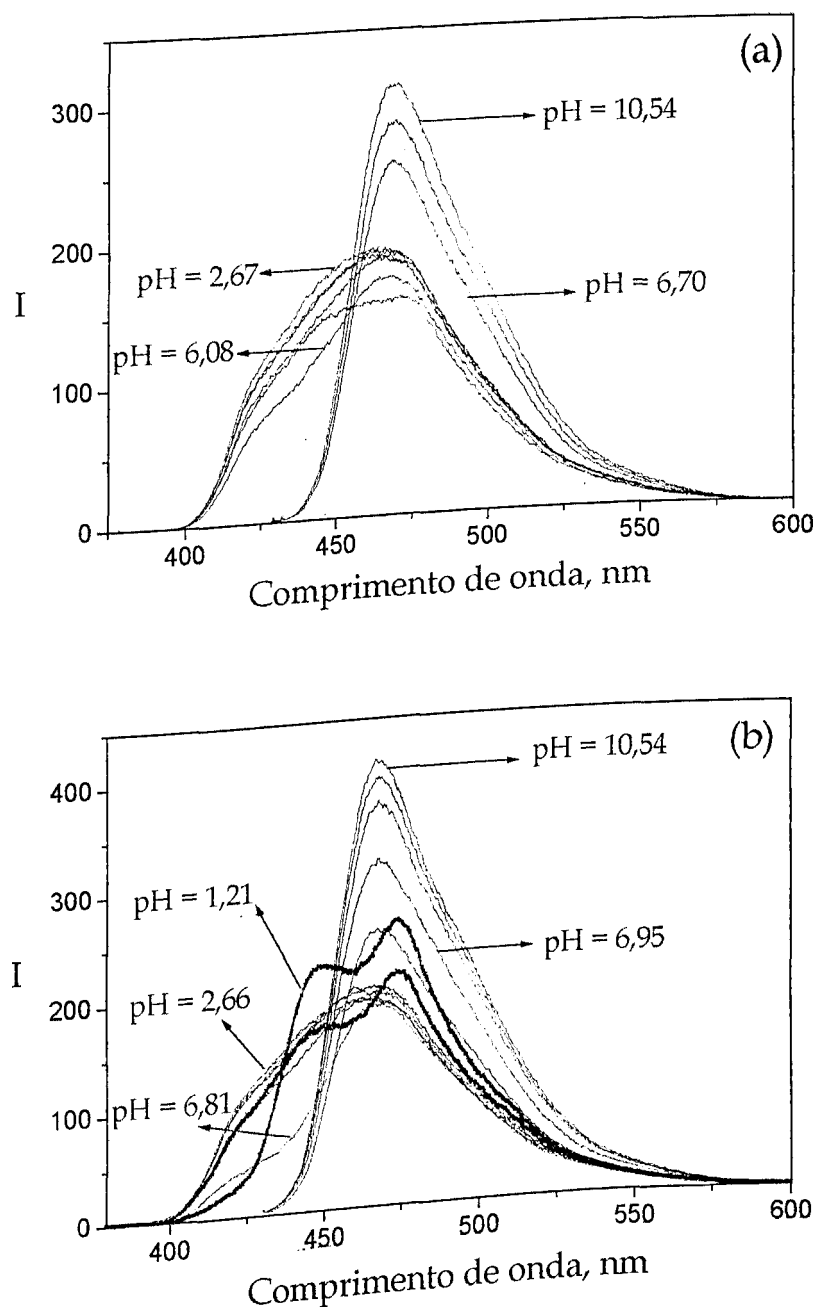 (a)
300
pH = 10,54
200
pH = 2,67
pH = 6,70
I
pH = 6,08
100
0
400
450
500
550
600
Comprimento de onda, nm
(b)
400
pH = 10,54
300
pH = 1,21
pH = 6,95
I
200
pH = 2,66
100
pH = 6,81
0
400
450
500
550
600
Comprimento de onda, nm